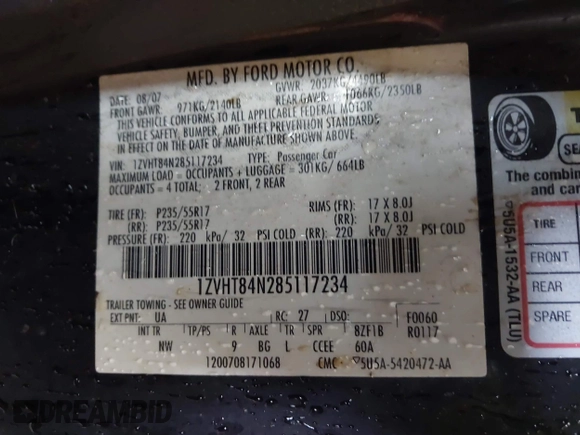 MFD. BY FORD MOTOR CO.
DATE: 08/07 GVWR: 2037KG/4490LB
FRONT GAWR: 971KG/2140LB REAR GAWR: 1066KG/2350LB
THIS VEHICLE CONFORMS TO ALL APPLICABLE FEDERAL MOTOR
VEHICLE SAFETY, BUMPER, AND THEFT PREVENTION STANDARDS
IN EFFECT ON THE DATE OF MANUFACTURE SHOWN ABOVE.
VEHICLE IN: 1ZVHT84N285117234 TYPE: Passenger Car
MAXIMUM LOAD = OCCUPANTS + LUGGAGE = 301KG/ 664LB
OCCUPANTS = 4 TOTAL: 2 FRONT, 2 REAR
TIRE (FR): P235/55R17 RIMS (FR): 17 X 8.0J
(RR): P235/55R17 (RR): 17 X 8.0J
PRESSURE (FR): 220 kPa/ 32 PSI COLD (RR): 220 kPa/ 32 PSI COLD
1ZVHT84N285117234
TRAILER TOWING - SEE OWNER GUIDE
EXT PNT: UA RC: 27 DSO: F0060
INT TR TP/PS R AXLE TR SPR 8ZF1B R0117
NW 9 BG L CCEE 60A
1200708171068 CMC 5U5A-5420472-AA
5U5A-1532-AA (TLU)
The combine
and car
TIRE
FRONT
REAR
SPARE
DREAMBID